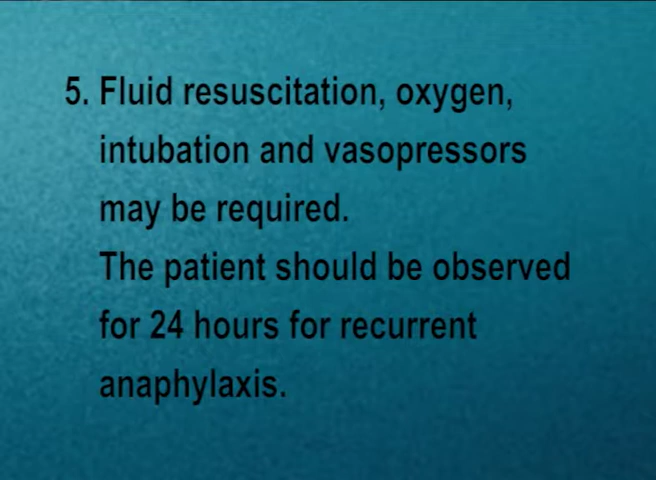 5. Fluid resuscitation, oxygen,
intubation and vasopressors
may be required.
The patient should be observed
for 24 hours for recurrent
anaphylaxis.